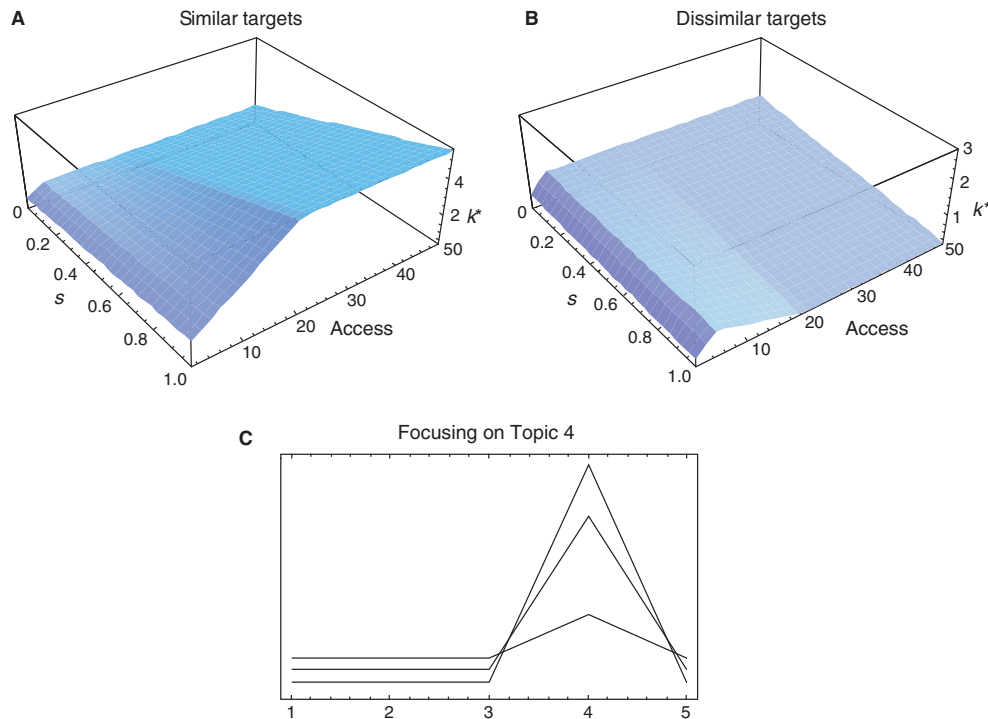 A Similar targets
0
0.2
0.4
0.6
0.8
1.0
s
10
20
30
40
50
Access
4
2
k*
B Dissimilar targets
0
0.2
0.4
0.6
0.8
1.0
s
10
20
30
40
50
Access
3
2
1
k*
C Focusing on Topic 4
1 2 3 4 5